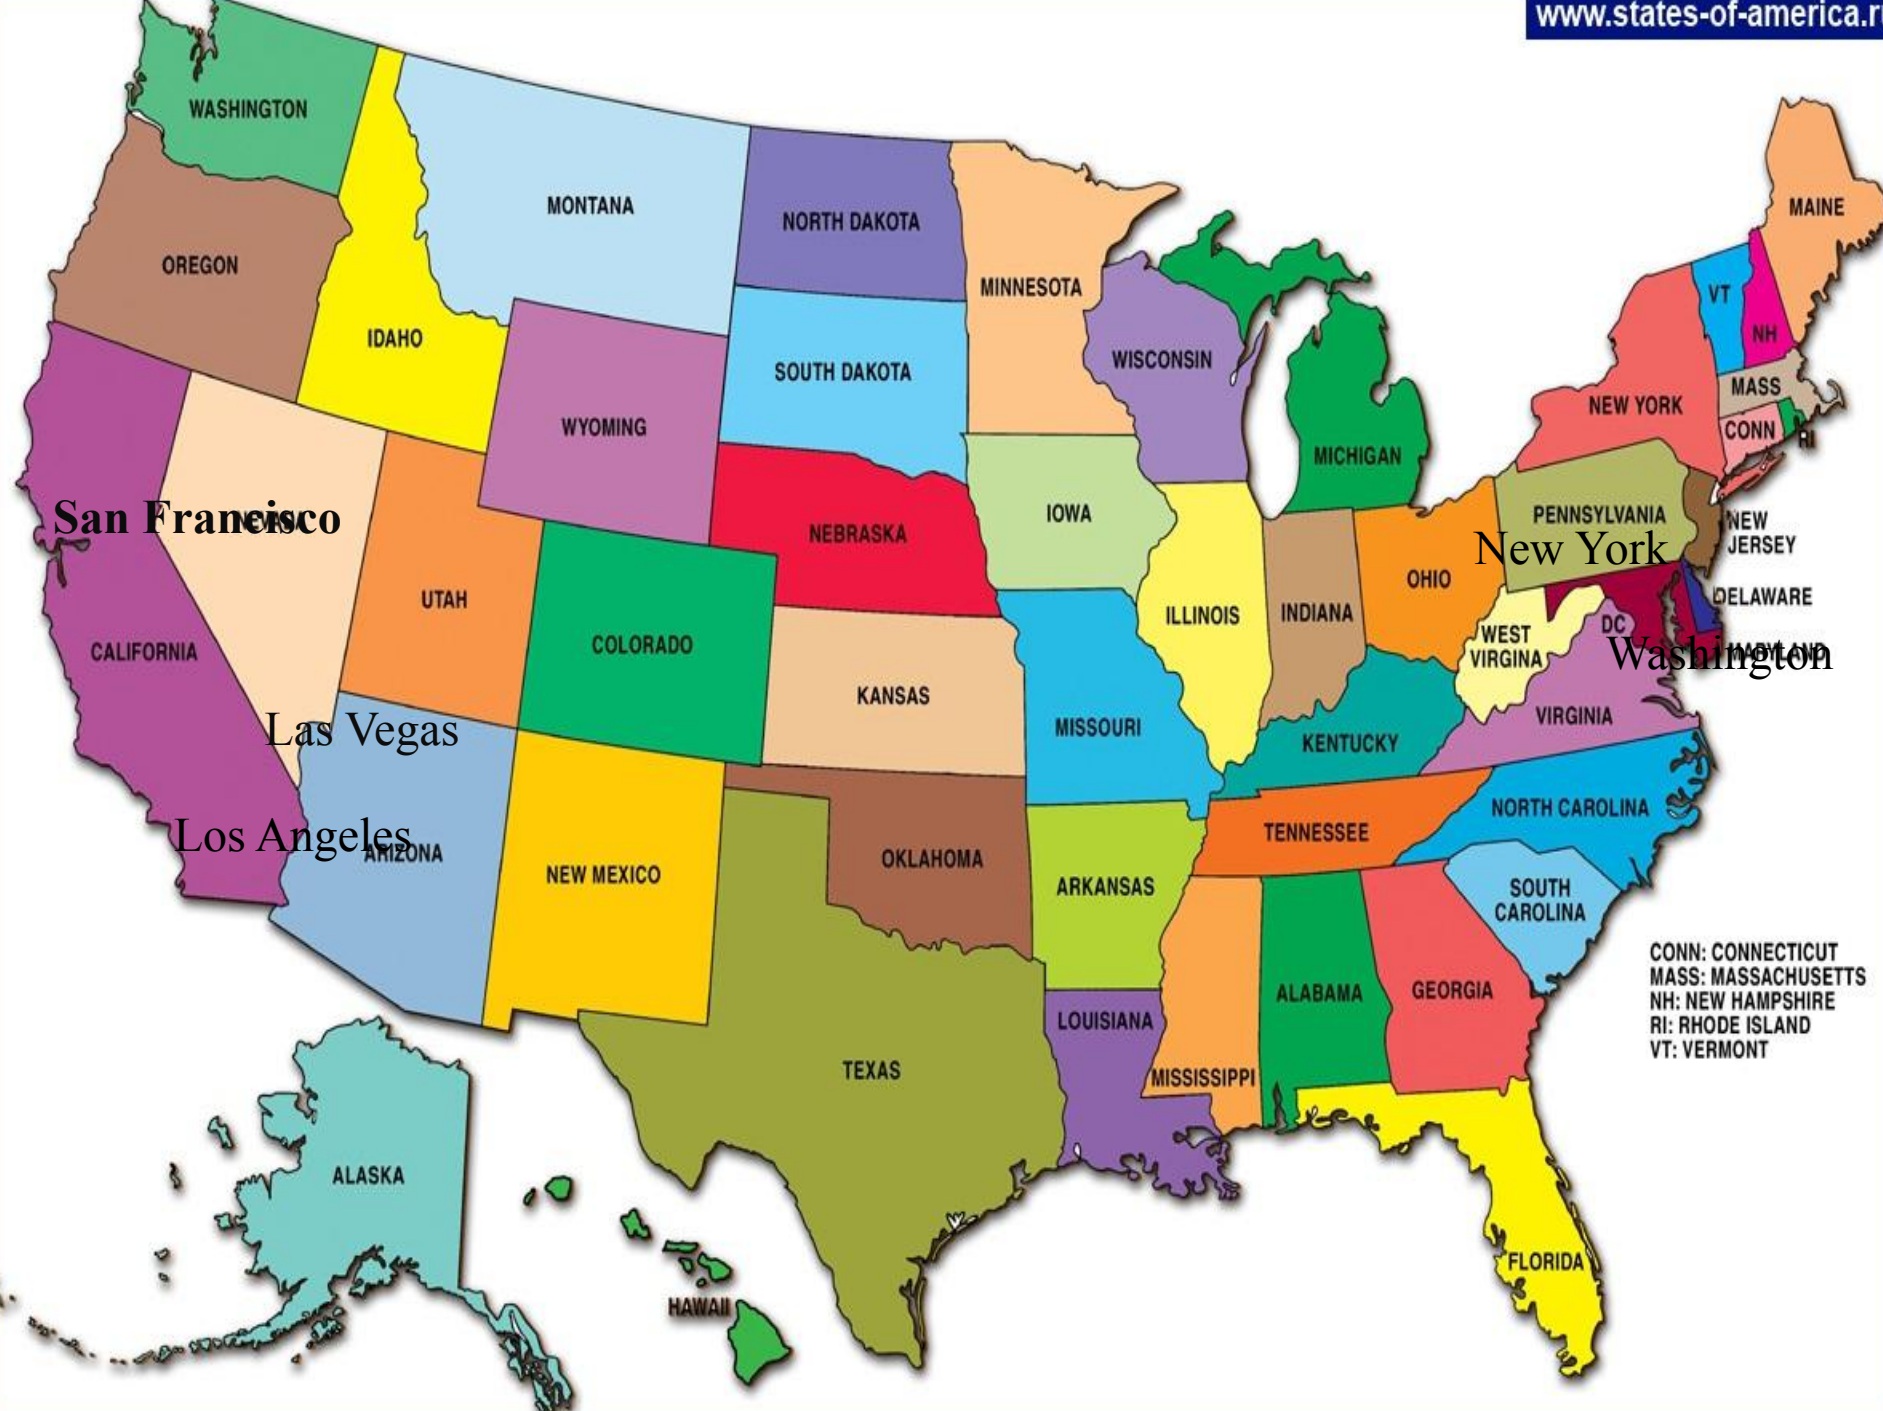 www.states-of-america.r
WASHINGTON
MONTANA
NORTH DAKOTA
MINNESOTA
MAINE
OREGON
IDAHO
VT
NH
WISCONSIN
SOUTH DAKOTA
WYOMING
MICHIGAN
NEW YORK
MASS
CONN
RI
San Francisco
NEVADA
NEBRASKA
IOWA
PENNSYLVANIA
New York
NEW
JERSEY
OHIO
UTAH
COLORADO
ILLINOIS
INDIANA
DELAWARE
DC
WEST
VIRGINA
CALIFORNIA
MARYLAND
Washington
KANSAS
MISSOURI
KENTUCKY
VIRGINIA
Las Vegas
Los Angeles
ARIZONA
NEW MEXICO
OKLAHOMA
ARKANSAS
TENNESSEE
NORTH CAROLINA
SOUTH
CAROLINA
TEXAS
LOUISIANA
MISSISSIPPI
ALABAMA
GEORGIA
CONN: CONNECTICUT
MASS: MASSACHUSETTS
NH: NEW HAMPSHIRE
RI: RHODE ISLAND
VT: VERMONT
ALASKA
HAWAII
FLORIDA